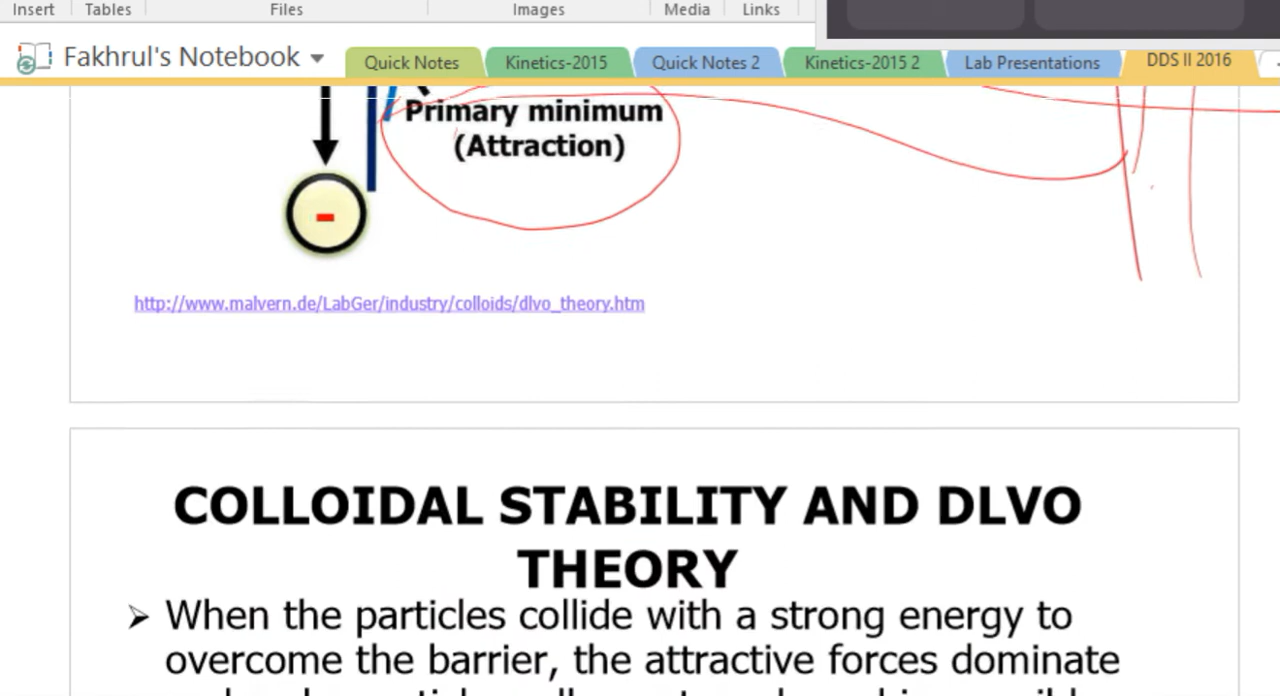 Insert Tables Files Images Media Links
Fakhrul's Notebook Quick Notes Kinetics-2015 Quick Notes 2 Kinetics-2015 2 Lab Presentations DDS II 2016
Primary minimum
(Attraction)
-
http://www.malvern.de/LabGer/industry/colloids/dlvo_theory.htm
COLLOIDAL STABILITY AND DLVO
THEORY
➢ When the particles collide with a strong energy to
overcome the barrier, the attractive forces dominate